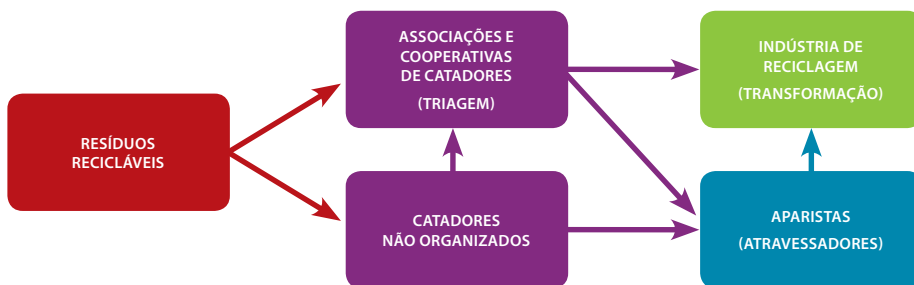 RESÍDUOS
RECICLÁVEIS
ASSOCIAÇÕES E
COOPERATIVAS
DE CATADORES
(TRIAGEM)
CATADORES
NÃO ORGANIZADOS
INDÚSTRIA DE
RECICLAGEM
(TRANSFORMAÇÃO)
APARISTAS
(ATRAVESSADORES)